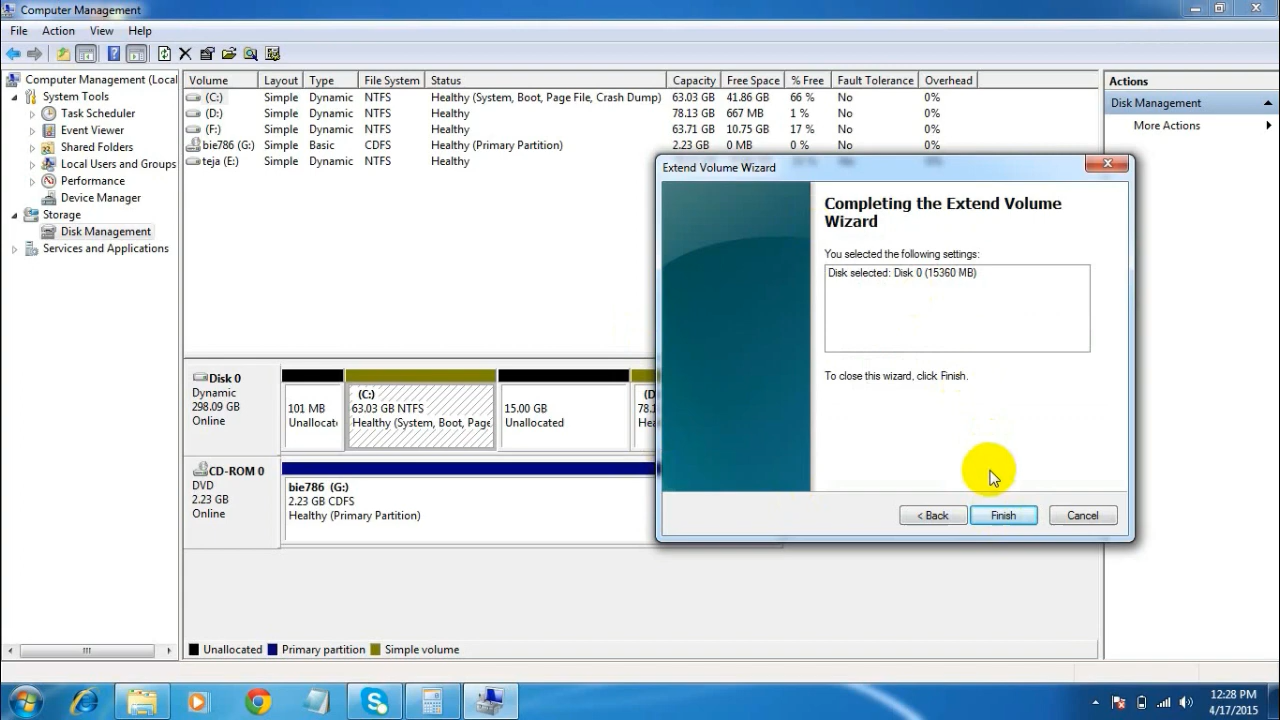 Computer Management
File Action View Help
Computer Management (Local
System Tools
Task Scheduler
Event Viewer
Shared Folders
Local Users and Groups
Performance
Device Manager
Storage
Disk Management
Services and Applications
Volume Layout Type File System Status Capacity Free Space % Free Fault Tolerance Overhead
(C:) Simple Dynamic NTFS Healthy (System, Boot, Page File, Crash Dump) 63.03 GB 41.86 GB 66 % No 0%
(D:) Simple Dynamic NTFS Healthy 78.13 GB 667 MB 1 % No 0%
(F:) Simple Dynamic NTFS Healthy 63.71 GB 10.75 GB 17 % No 0%
bie786 (G:) Simple Basic CDFS Healthy (Primary Partition) 2.23 GB 0 MB 0 % No 0%
teja (E:) Simple Dynamic NTFS Healthy
Actions
Disk Management
More Actions
Extend Volume Wizard
Completing the Extend Volume
Wizard
You selected the following settings:
Disk selected: Disk 0 (15360 MB)
To close this wizard, click Finish.
< Back Finish Cancel
Disk 0
Dynamic
298.09 GB
Online
101 MB
Unallocat
(C:)
63.03 GB NTFS
Healthy (System, Boot, Page
15.00 GB
Unallocated
(D
78.1
Hea
CD-ROM 0
DVD
2.23 GB
Online
bie786 (G:)
2.23 GB CDFS
Healthy (Primary Partition)
Unallocated Primary partition Simple volume
12:28 PM
4/17/2015